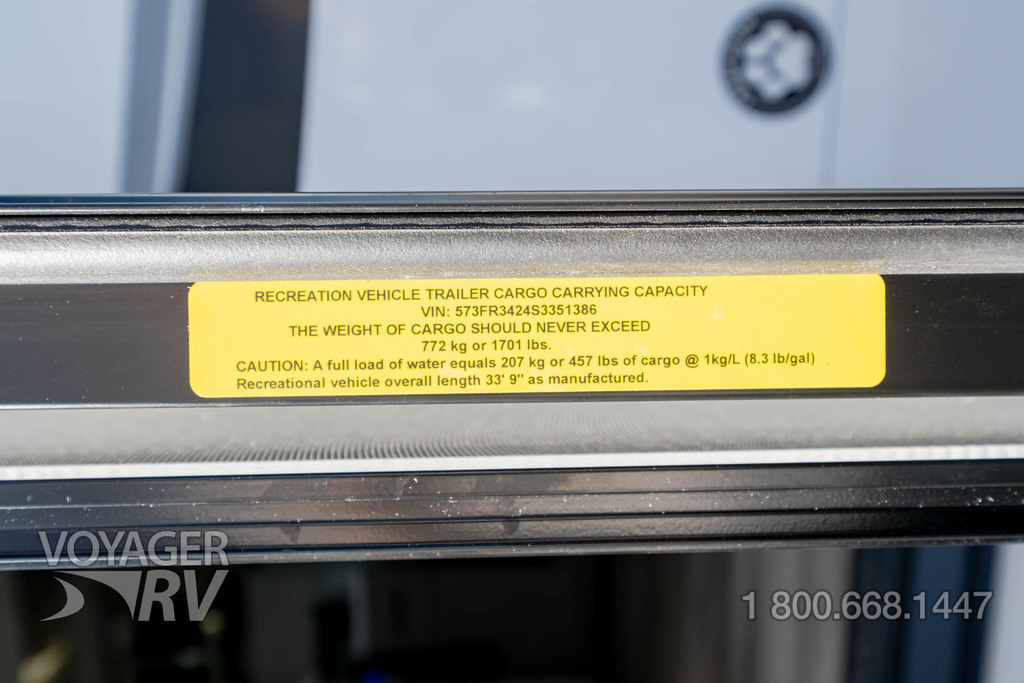 RECREATION VEHICLE TRAILER CARGO CARRYING CAPACITY
VIN: 573FR3424S3351386
THE WEIGHT OF CARGO SHOULD NEVER EXCEED
772 kg or 1701 lbs.
CAUTION: A full load of water equals 207 kg or 457 lbs of cargo @ 1kg/L (8.3 lb/gal)
Recreational vehicle overall length 33' 9" as manufactured.
VOYAGER
RV
1 800.668.1447